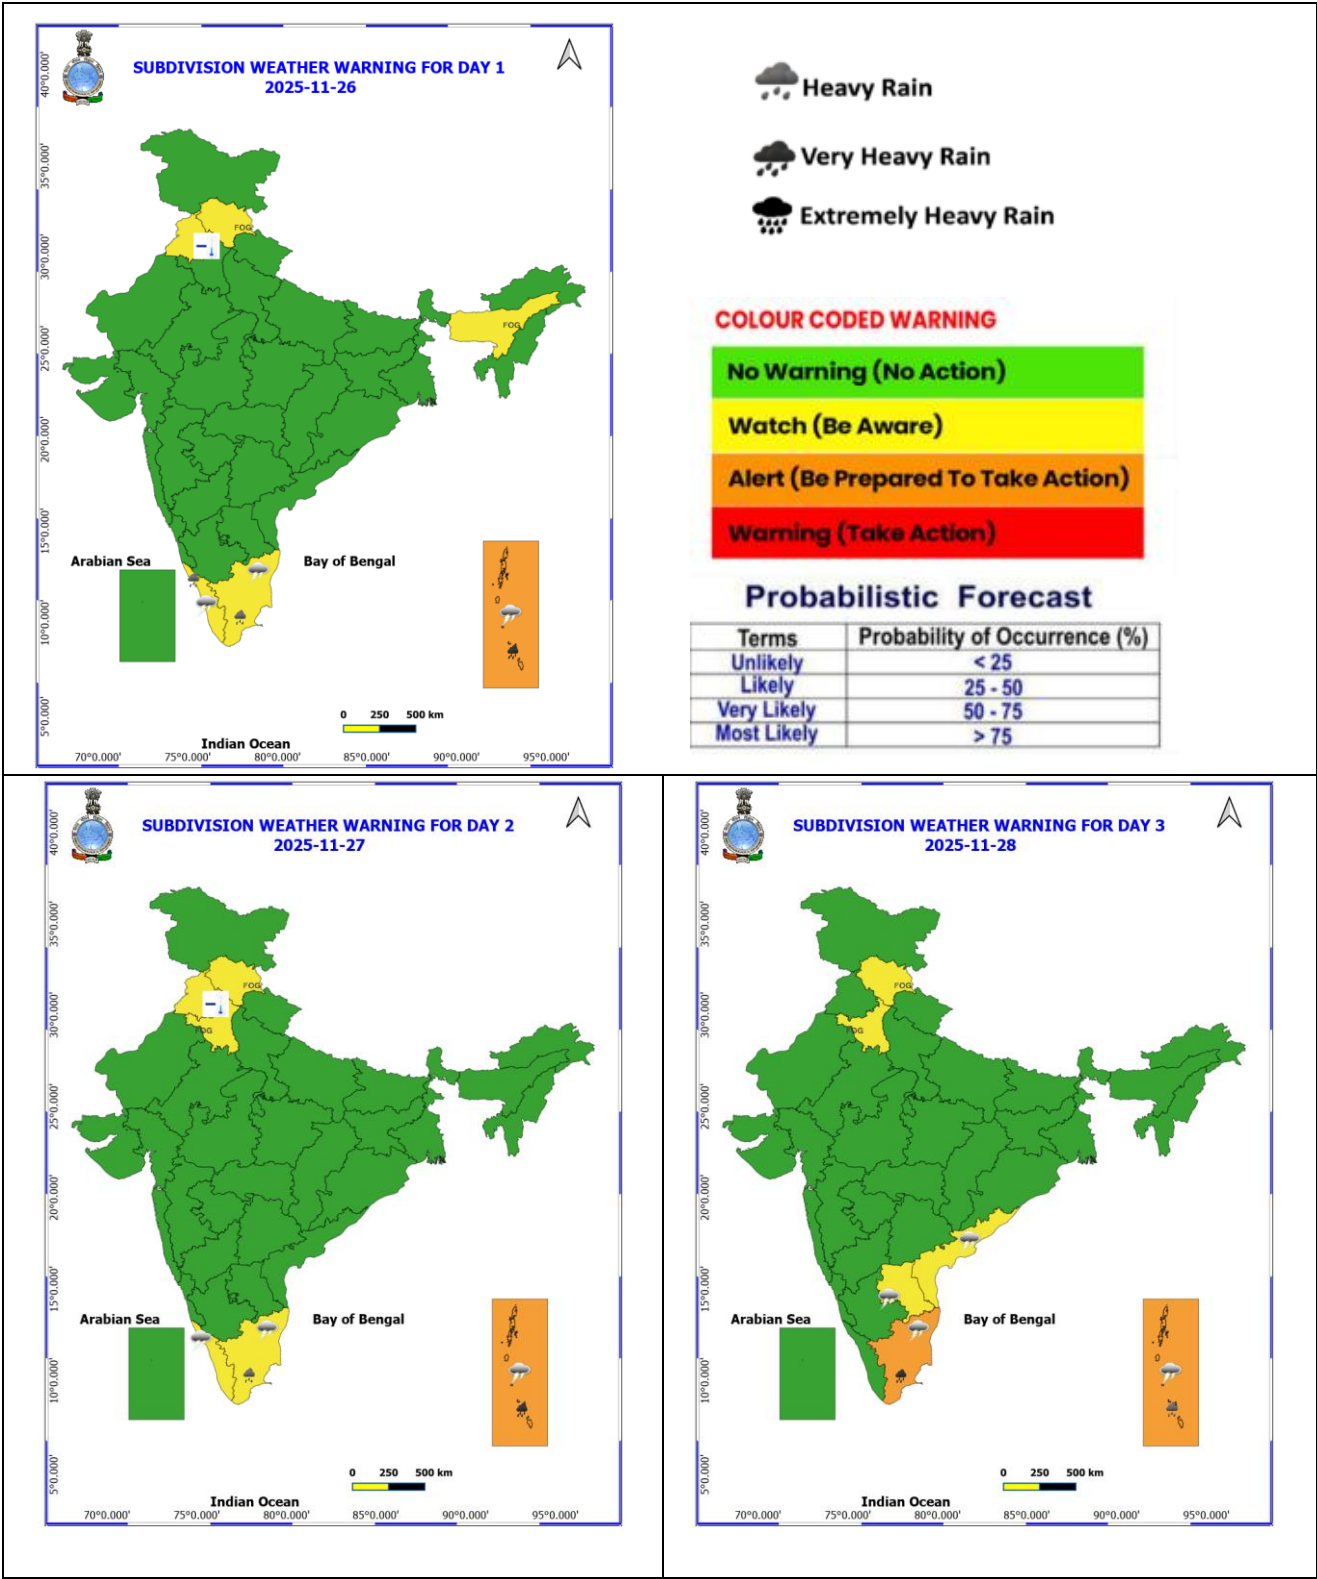 SUBDIVISION WEATHER WARNING FOR DAY 1
2025-11-26
40°0.000'
35°0.000'
30°0.000'
25°0.000'
20°0.000'
15°0.000'
10°0.000'
5°0.000'
FOG
FOG
Arabian Sea
Bay of Bengal
0 250 500 km
Indian Ocean
70°0.000' 75°0.000' 80°0.000' 85°0.000' 90°0.000' 95°0.000'
Heavy Rain
Very Heavy Rain
Extremely Heavy Rain
COLOUR CODED WARNING
No Warning (No Action)
Watch (Be Aware)
Alert (Be Prepared To Take Action)
Warning (Take Action)
Probabilistic Forecast
Terms Probability of Occurrence (%)
Unlikely < 25
Likely 25 - 50
Very Likely 50 - 75
Most Likely > 75
SUBDIVISION WEATHER WARNING FOR DAY 2
2025-11-27
40°0.000'
35°0.000'
30°0.000'
25°0.000'
20°0.000'
15°0.000'
10°0.000'
5°0.000'
FOG
FOG
Arabian Sea
Bay of Bengal
0 250 500 km
Indian Ocean
70°0.000' 75°0.000' 80°0.000' 85°0.000' 90°0.000' 95°0.000'
SUBDIVISION WEATHER WARNING FOR DAY 3
2025-11-28
40°0.000'
35°0.000'
30°0.000'
25°0.000'
20°0.000'
15°0.000'
10°0.000'
5°0.000'
FOG
FOG
Arabian Sea
Bay of Bengal
0 250 500 km
Indian Ocean
70°0.000' 75°0.000' 80°0.000' 85°0.000' 90°0.000' 95°0.000'